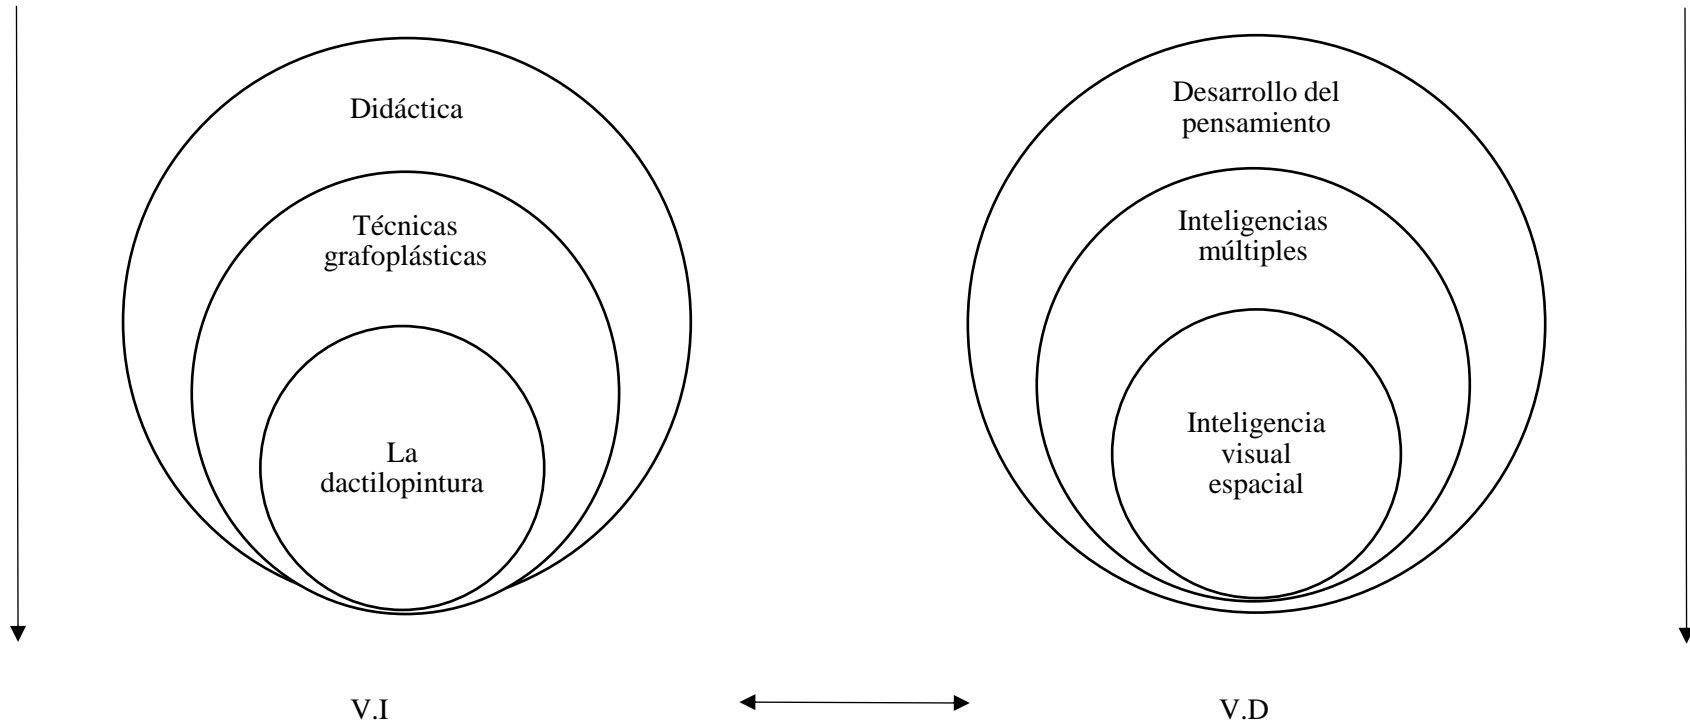 Didáctica
Técnicas
grafoplásticas
La
dactilopintura
V.I
Desarrollo del
pensamiento
Inteligencias
múltiples
Inteligencia
visual
espacial
V.D